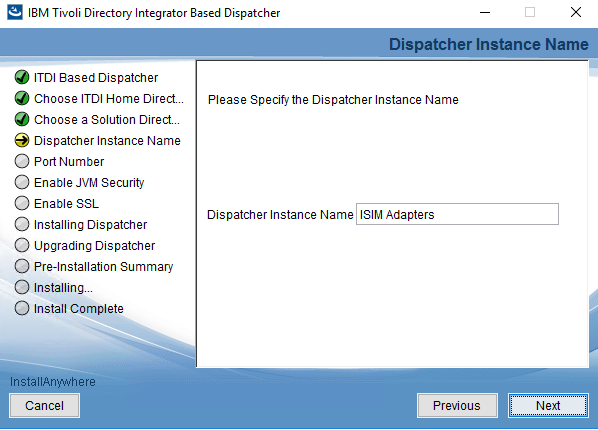 IBM Tivoli Directory Integrator Based Dispatcher
Dispatcher Instance Name
ITDI Based Dispatcher
Choose ITDI Home Direct...
Choose a Solution Direct...
Dispatcher Instance Name
Port Number
Enable JVM Security
Enable SSL
Installing Dispatcher
Upgrading Dispatcher
Pre-Installation Summary
Installing...
Install Complete
Please Specify the Dispatcher Instance Name
Dispatcher Instance Name ISIM Adapters
InstallAnywhere
Cancel Previous Next